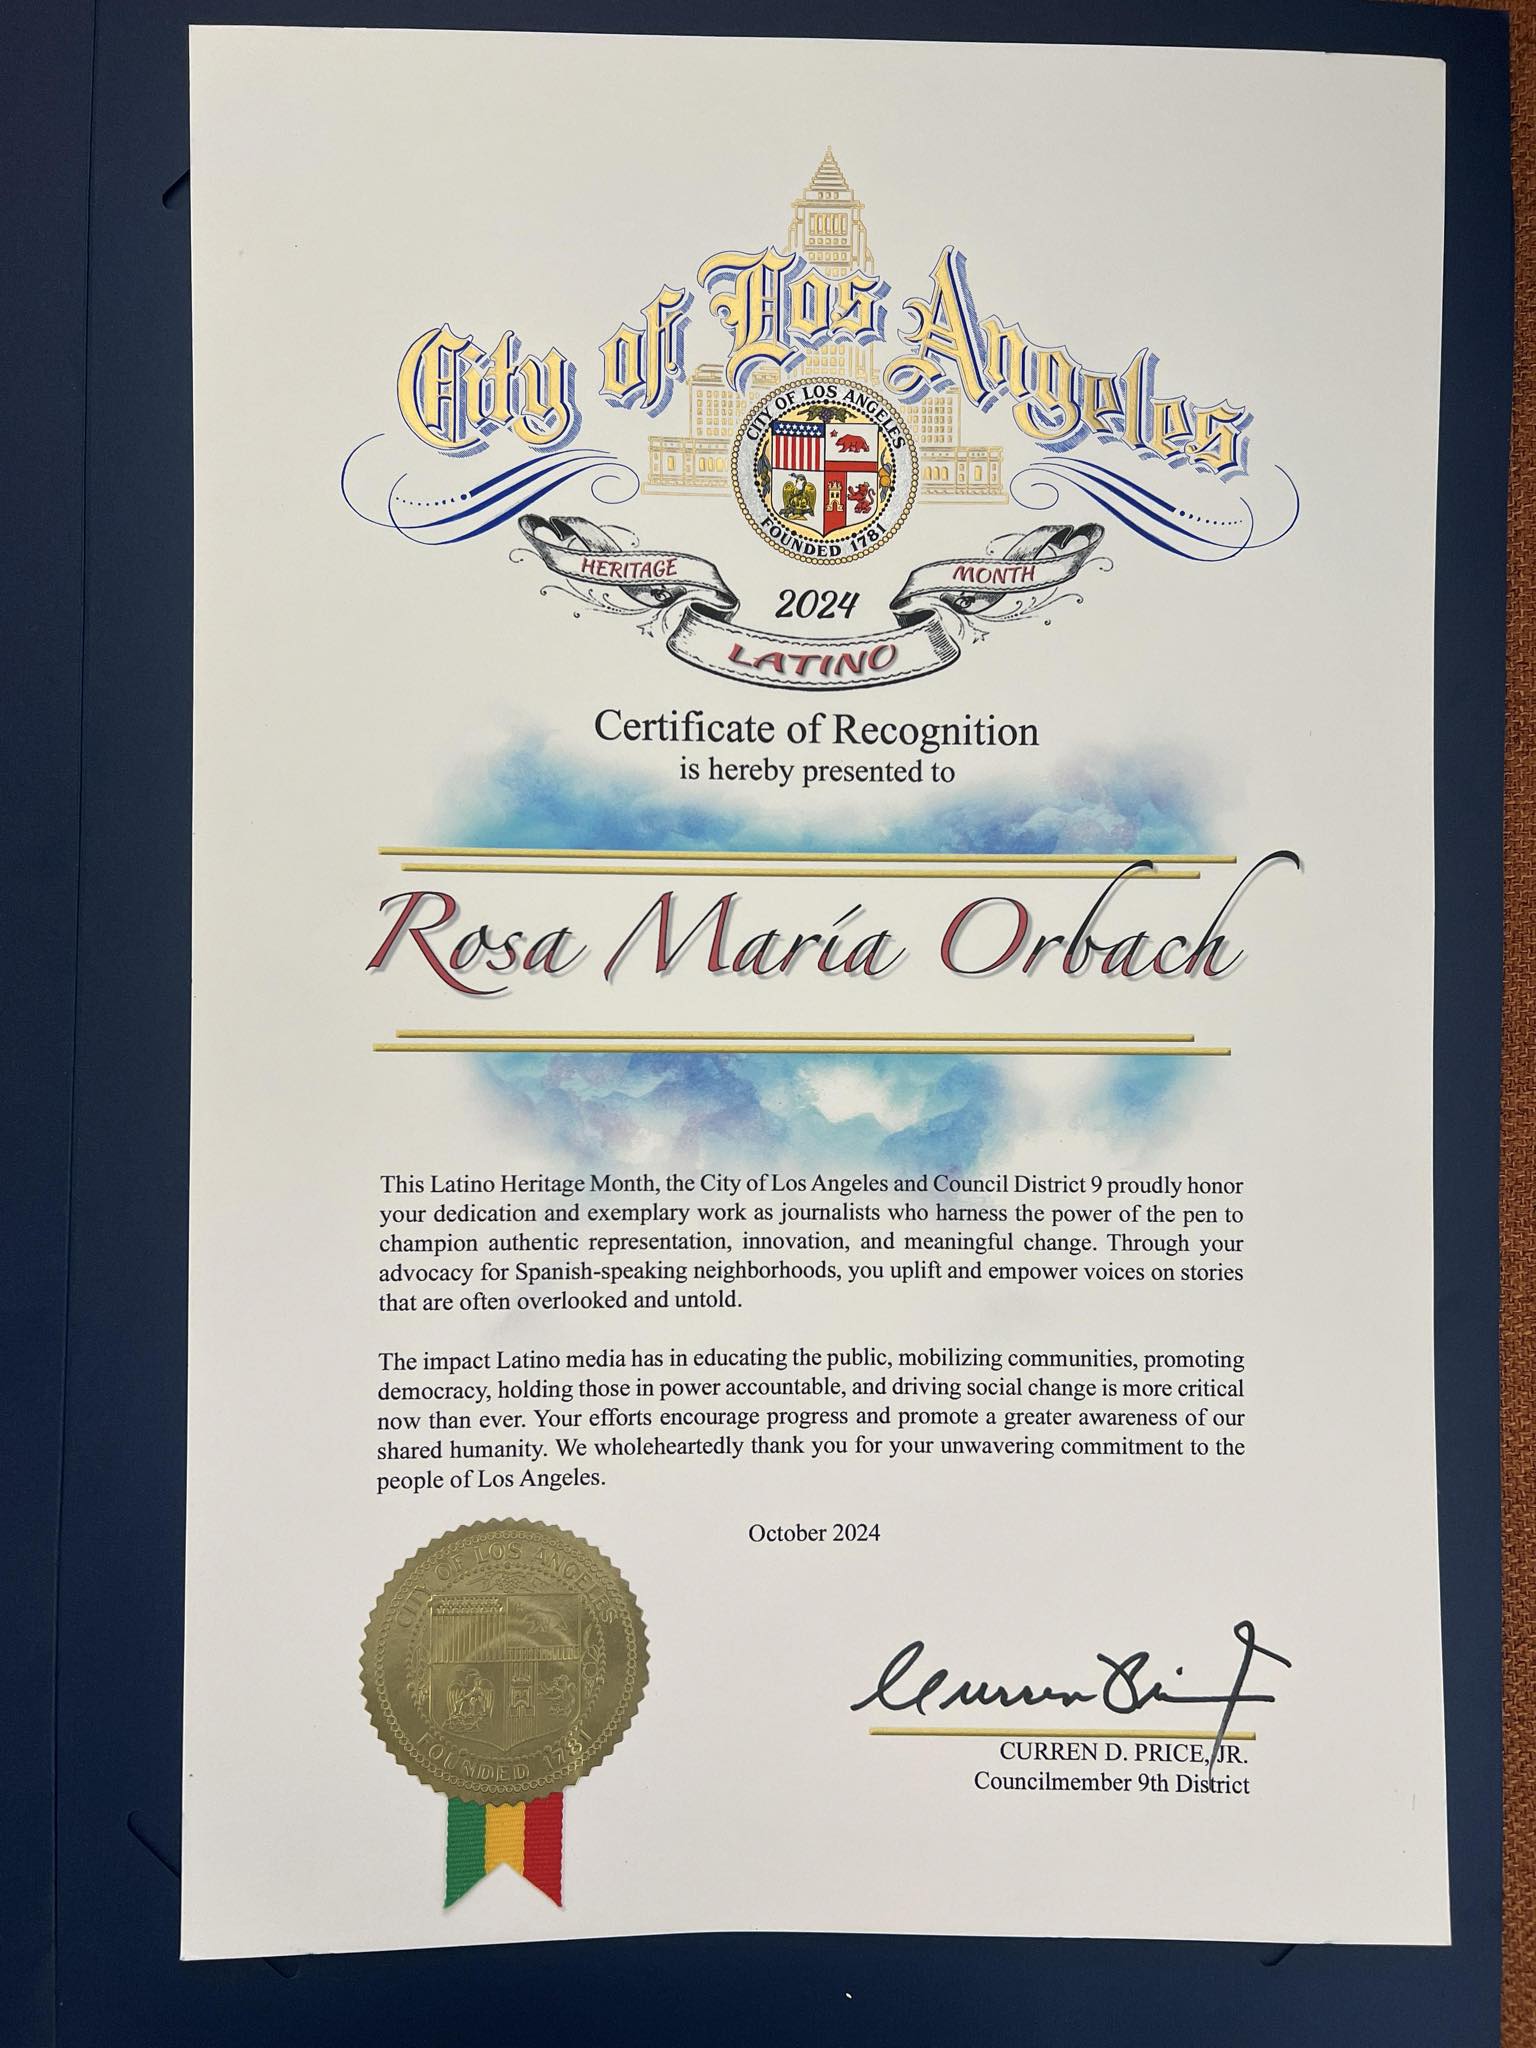 City of Los Angeles
CITY OF LOS ANGELES
FOUNDED 1781
HERITAGE
MONTH
2024
LATINO
Certificate of Recognition
is hereby presented to
Rosa María Orbach
This Latino Heritage Month, the City of Los Angeles and Council District 9 proudly honor
your dedication and exemplary work as journalists who harness the power of the pen to
champion authentic representation, innovation, and meaningful change. Through your
advocacy for Spanish-speaking neighborhoods, you uplift and empower voices on stories
that are often overlooked and untold.
The impact Latino media has in educating the public, mobilizing communities, promoting
democracy, holding those in power accountable, and driving social change is more critical
now than ever. Your efforts encourage progress and promote a greater awareness of our
shared humanity. We wholeheartedly thank you for your unwavering commitment to the
people of Los Angeles.
October 2024
CITY OF LOS ANGELES
FOUNDED 1781
Curren Price
CURREN D. PRICE, JR.
Councilmember 9th District